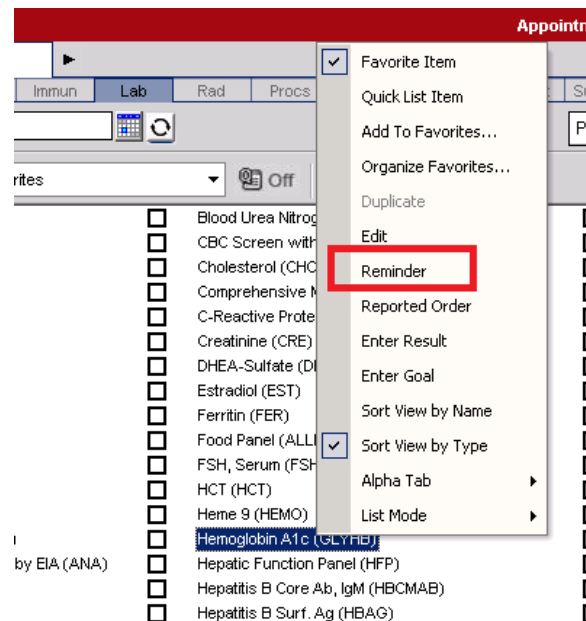 Appointn
Immun Lab Rad Procs
rites Off
Favorite Item
Quick List Item
Add To Favorites...
Organize Favorites...
Duplicate
Edit
Reminder
Reported Order
Enter Result
Enter Goal
Sort View by Name
Sort View by Type
Alpha Tab
List Mode
Blood Urea Nitrog
CBC Screen with
Cholesterol (CHO
Comprehensive M
C-Reactive Prote
Creatinine (CRE)
DHEA-Sulfate (D
Estradiol (EST)
Ferritin (FER)
Food Panel (ALL
FSH, Serum (FSH
HCT (HCT)
Heme 9 (HEMO)
Hemoglobin A1c (GLYHB)
by EIA (ANA) Hepatic Function Panel (HFP)
Hepatitis B Core Ab, IgM (HBCMAB)
Hepatitis B Surf. Ag (HBAG)